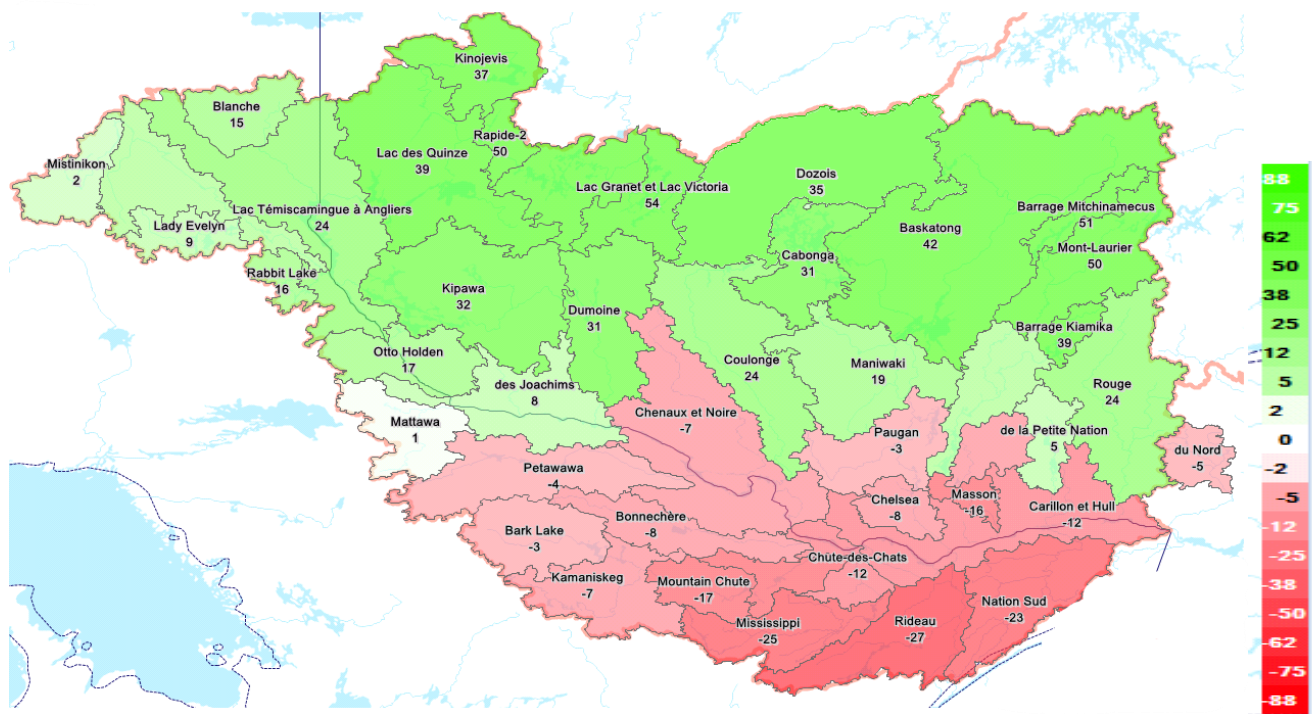 Kinojevis
37
Blanche
15
Rapide-2
50
Mistinikon
2
Lac des Quinze
39
Lac Granet et Lac Victoria
54
Dozois
35
Lac Témiscamingue à Angliers
24
Lady Evelyn
9
Baskatong
42
Barrage Mitchinamecus
51
Mont-Laurier
50
Rabbit Lake
16
Cabonga
31
Kipawa
32
Dumoine
31
Barrage Kiamika
39
Otto Holden
17
Coulonge
24
Maniwaki
19
des Joachims
8
Rouge
24
Mattawa
1
Chenaux et Noire
-7
Paugan
-3
de la Petite Nation
5
du Nord
-5
Petawawa
-4
Chelsea
-8
Masson
-16
Carillon et Hull
-12
Bark Lake
-3
Bonnechère
-8
Chûte-des-Chats
-12
Kamaniskeg
-7
Mountain Chute
-17
Mississippi
-25
Rideau
-27
Nation Sud
-23
88
75
62
50
38
25
12
5
2
0
-2
-5
-12
-25
-38
-50
-62
-75
-88